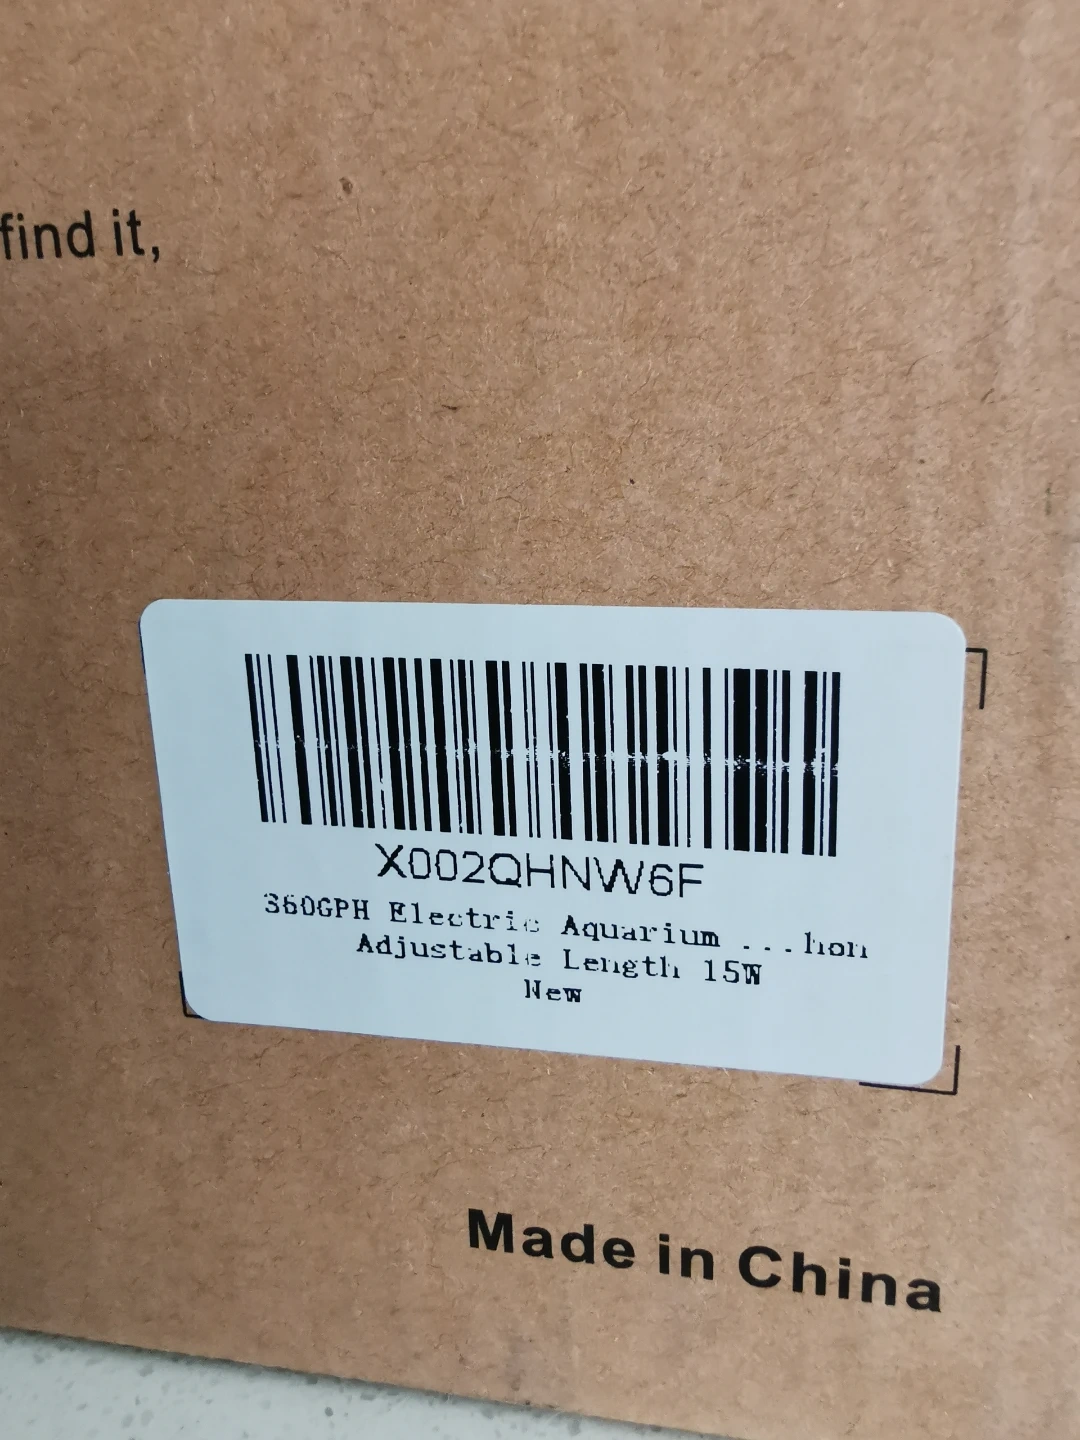 find it,
X002QHNW6F
360GPH Electric Aquarium ...hon
Adjustable Length 15W
New
Made in China